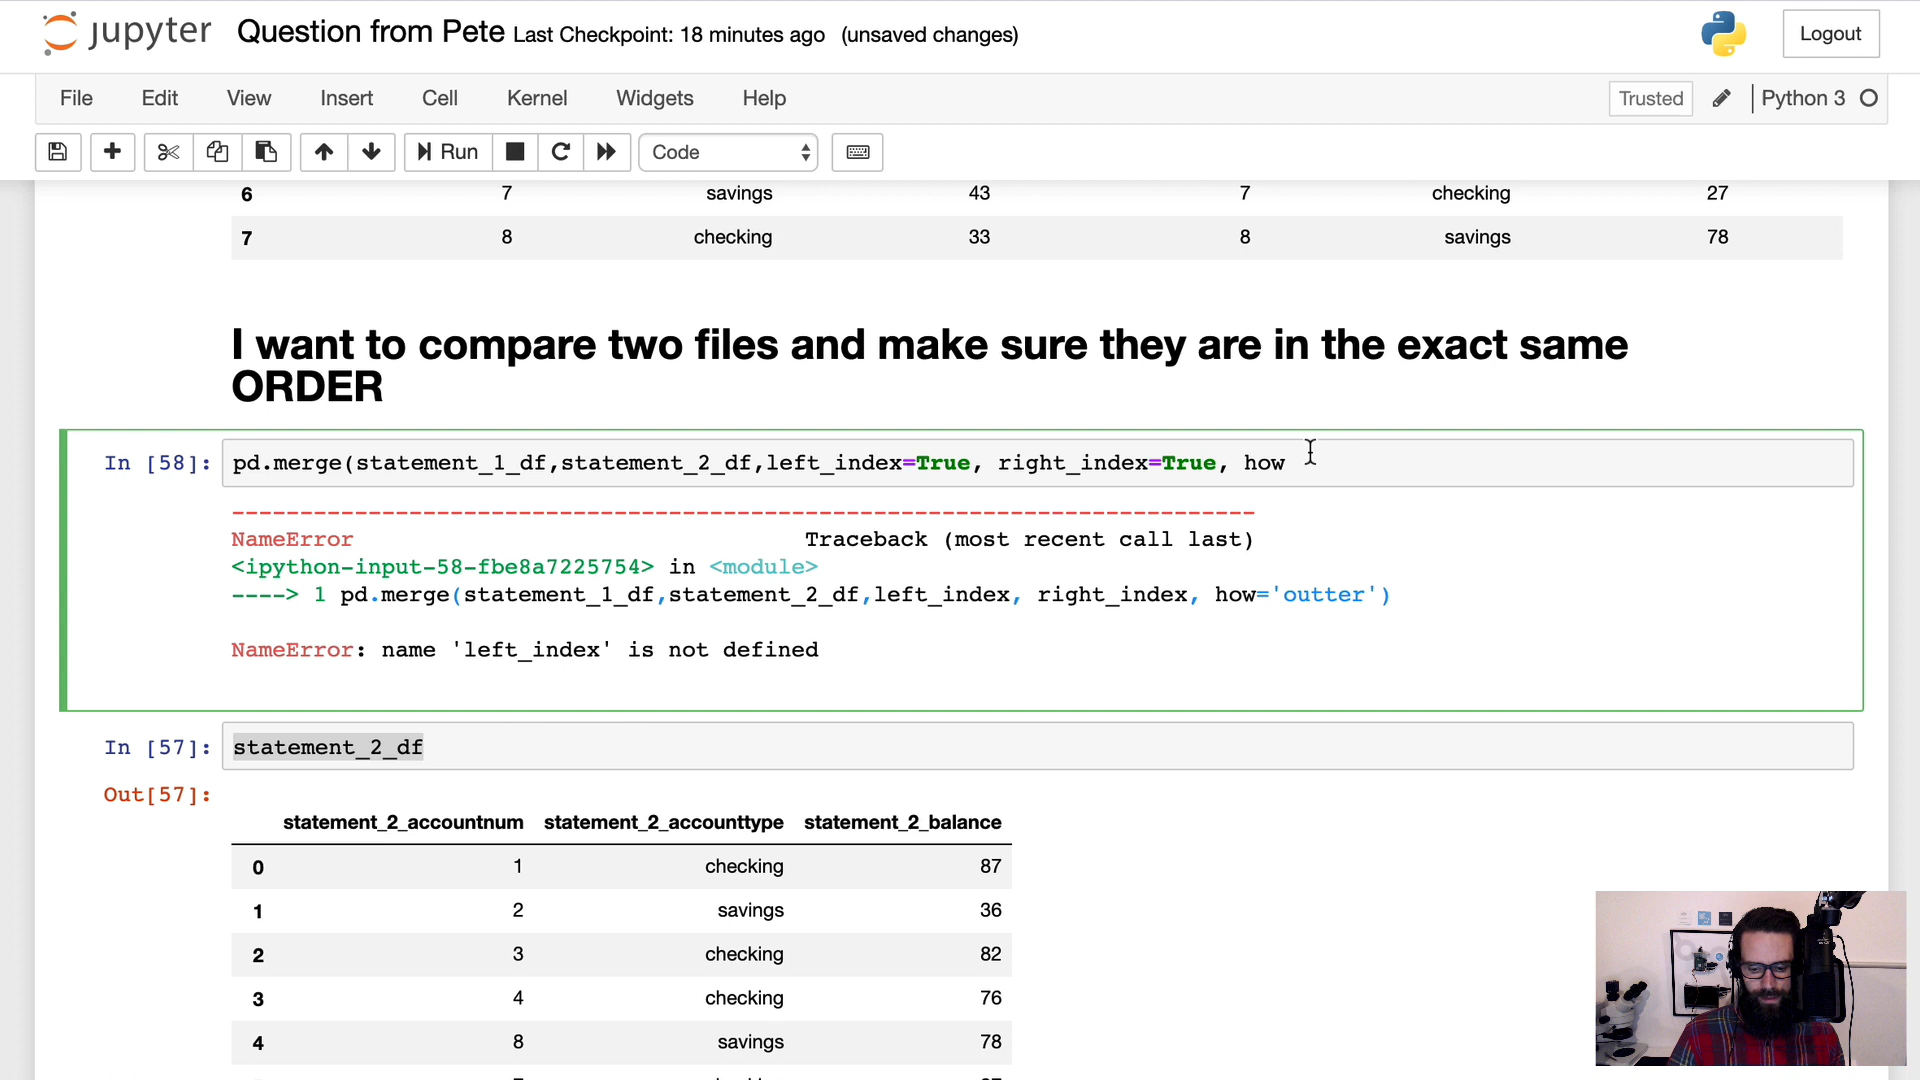 jupyter Question from Pete Last Checkpoint: 18 minutes ago (unsaved changes) Logout
File Edit View Insert Cell Kernel Widgets Help Trusted Python 3
Run Code
6 7 savings 43 7 checking 27
7 8 checking 33 8 savings 78
I want to compare two files and make sure they are in the exact same
ORDER
In [58]: pd.merge(statement_1_df,statement_2_df,left_index=True, right_index=True, how
---------------------------------------------------------------------------
NameError Traceback (most recent call last)
<ipython-input-58-fbe8a7225754> in <module>
----> 1 pd.merge(statement_1_df,statement_2_df,left_index, right_index, how='outter')
NameError: name 'left_index' is not defined
In [57]: statement_2_df
Out[57]:
statement_2_accountnum statement_2_accounttype statement_2_balance
0 1 checking 87
1 2 savings 36
2 3 checking 82
3 4 checking 76
4 8 savings 78